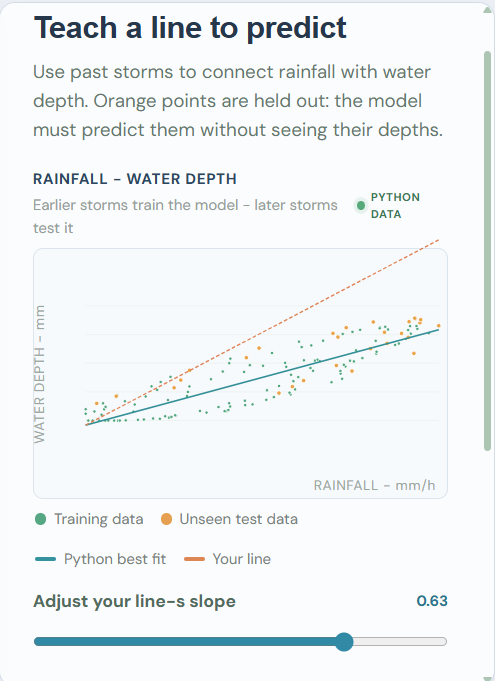 Teach a line to predict
Use past storms to connect rainfall with water
depth. Orange points are held out: the model
must predict them without seeing their depths.
RAINFALL - WATER DEPTH
Earlier storms train the model - later storms
test it
PYTHON
DATA
WATER DEPTH - mm
RAINFALL - mm/h
Training data
Unseen test data
Python best fit
Your line
Adjust your line-s slope
0.63